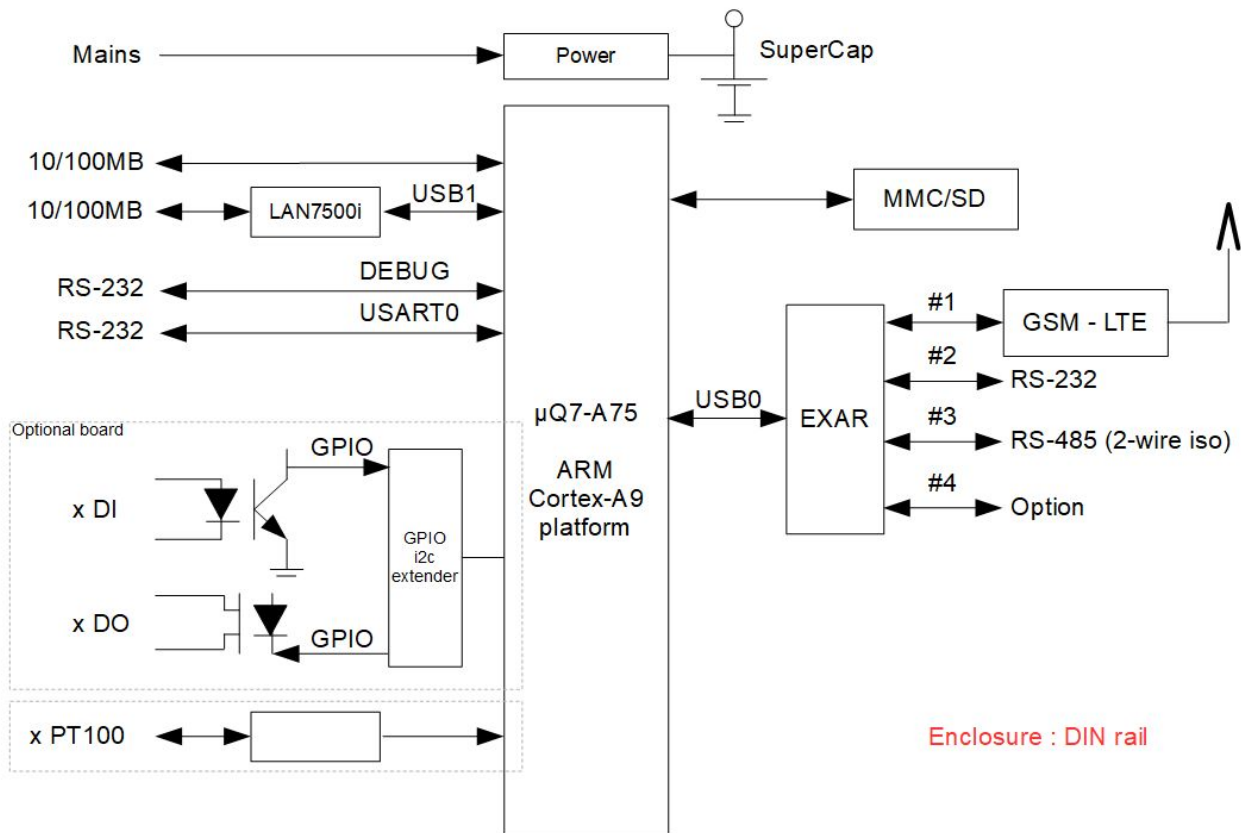 Mains
Power
SuperCap
10/100MB
10/100MB
LAN7500i
USB1
MMC/SD
RS-232
DEBUG
RS-232
USART0
#1
GSM - LTE
#2
RS-232
µQ7-A75
ARM
Cortex-A9
platform
USB0
EXAR
#3
RS-485 (2-wire iso)
#4
Option
Optional board
GPIO
x DI
GPIO
i2c
extender
x DO
GPIO
x PT100
Enclosure : DIN rail